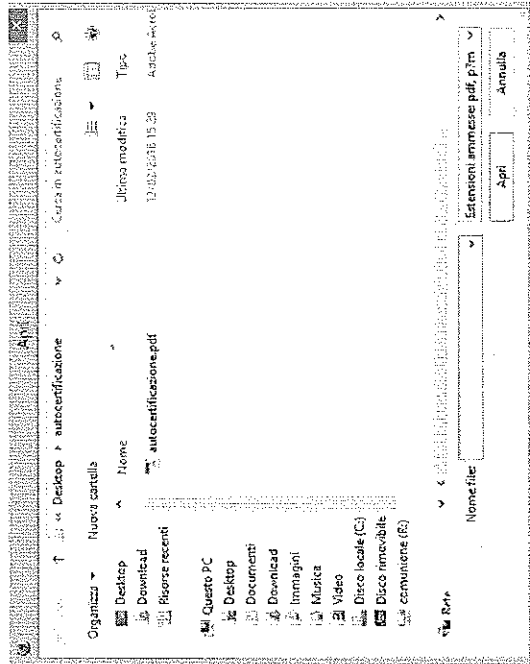 Apri
« Desktop ▸ autocertificazione
Cerca in autocertificazione
Organizza
Nuova cartella
Nome
Ultima modifica
Tipo
autocertificazione.pdf
Desktop
Download
Risorse recenti
Questo PC
Desktop
Documenti
Download
Immagini
Musica
Video
Disco locale (C:)
Disco rimovibile
comunione
Rete
Nome file:
Estensioni ammesse: pdf, p7m
Apri
Annulla